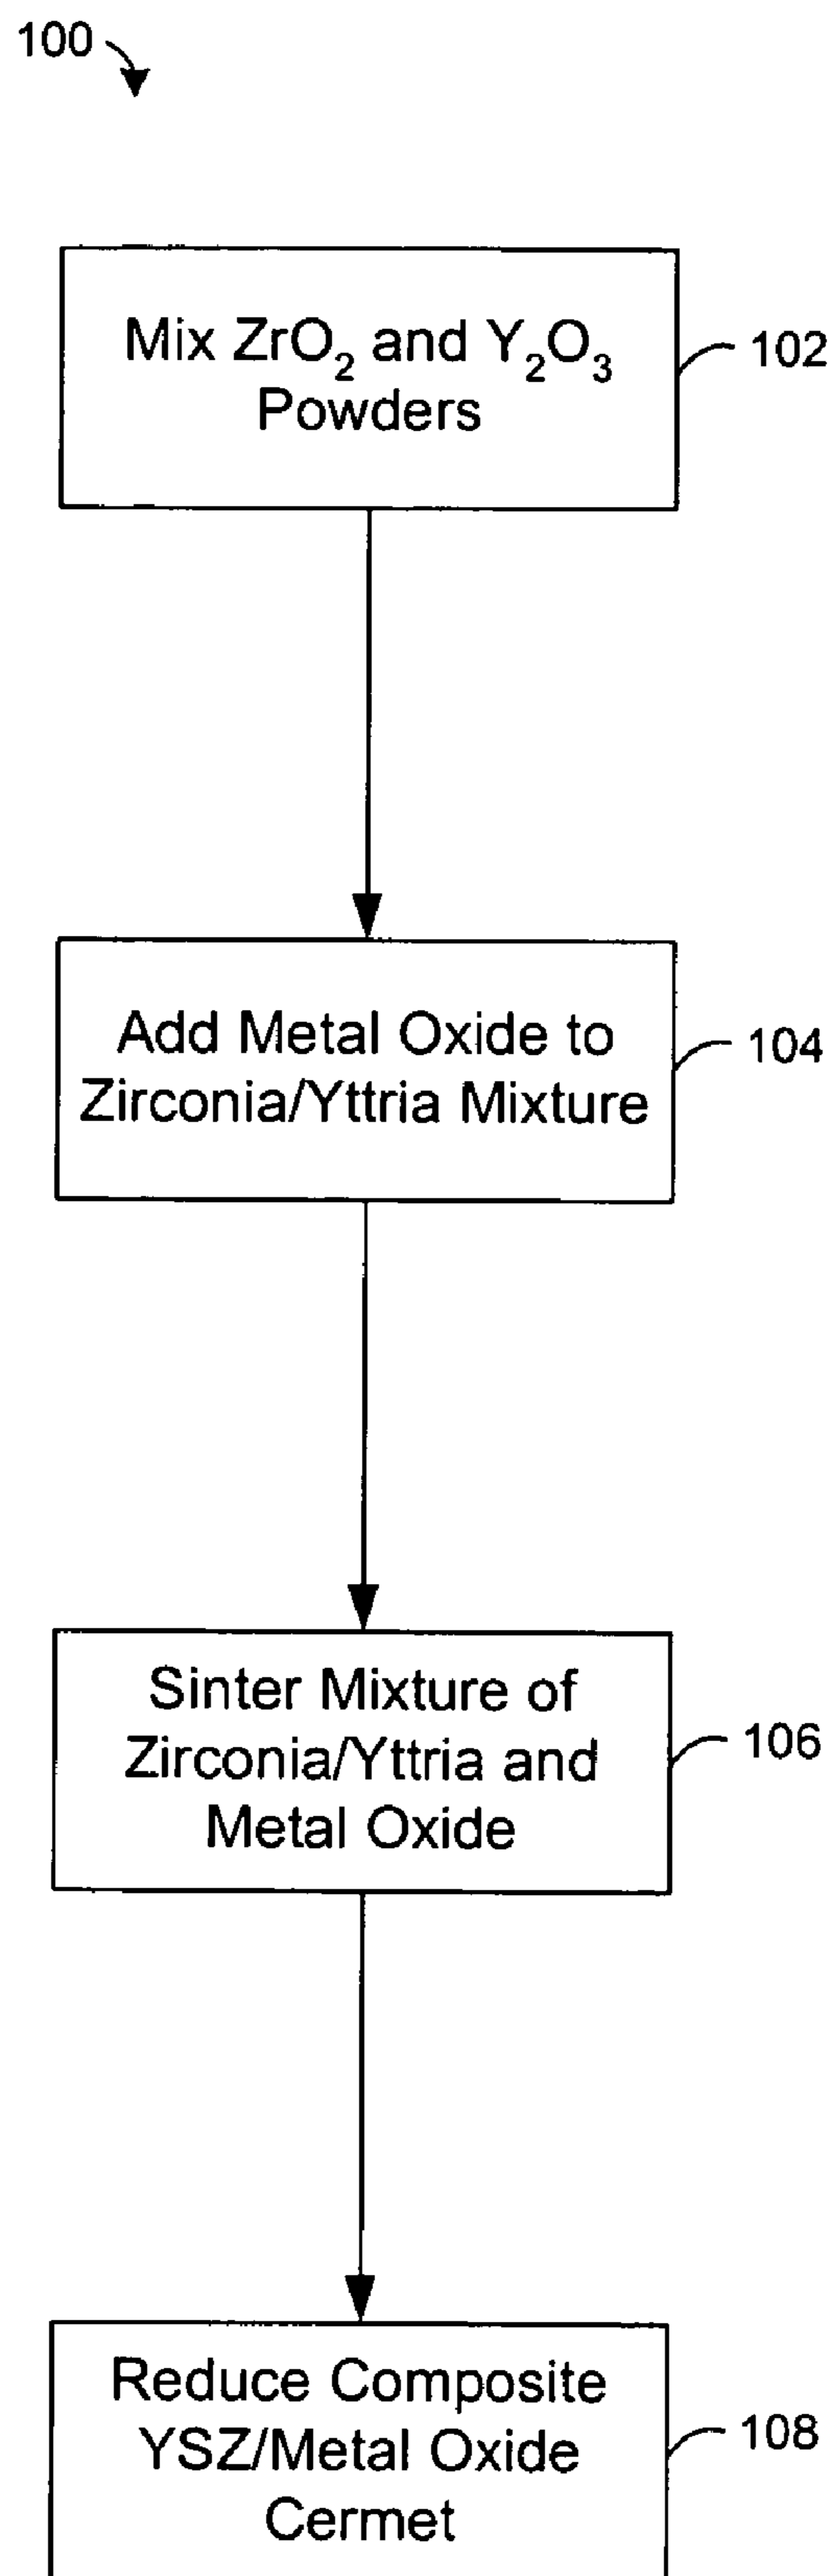 100
Mix ZrO₂ and Y₂O₃
Powders
102
Add Metal Oxide to
Zirconia/Yttria Mixture
104
Sinter Mixture of
Zirconia/Yttria and
Metal Oxide
106
Reduce Composite
YSZ/Metal Oxide
Cermet
108